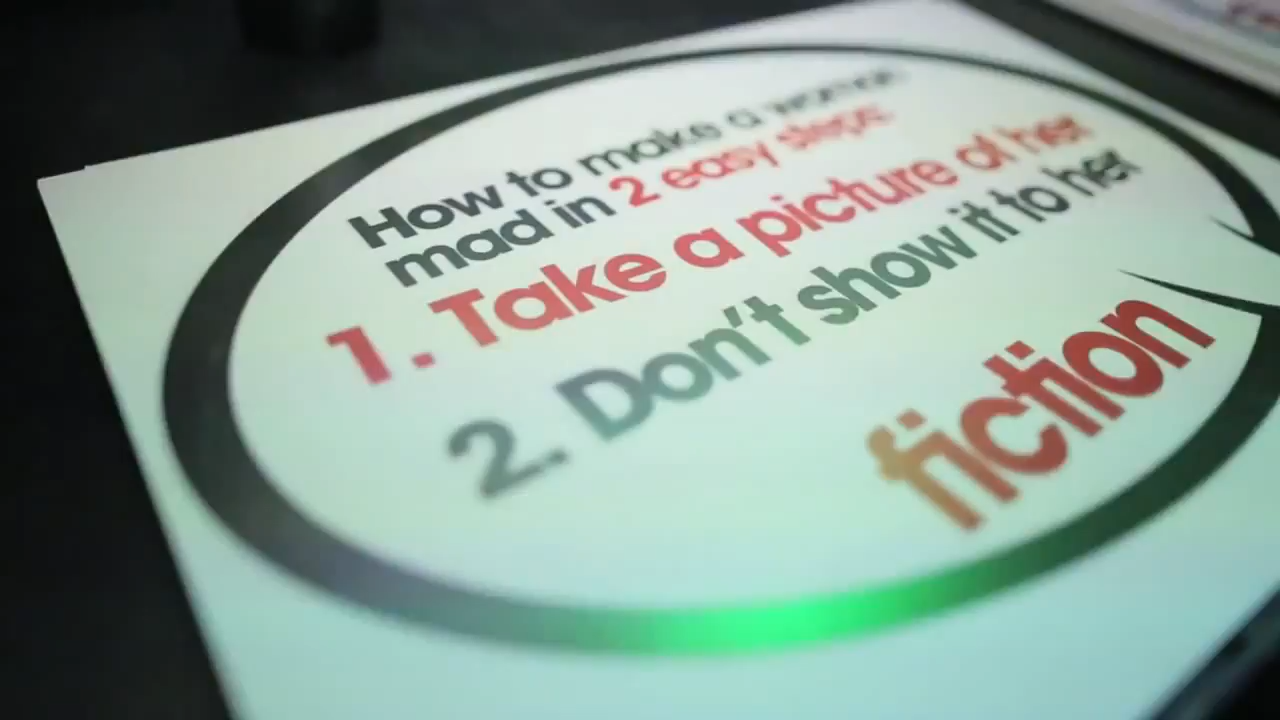 How to make a woman
mad in 2 easy steps
1. Take a picture of her
2. Don't show it to her
fiction